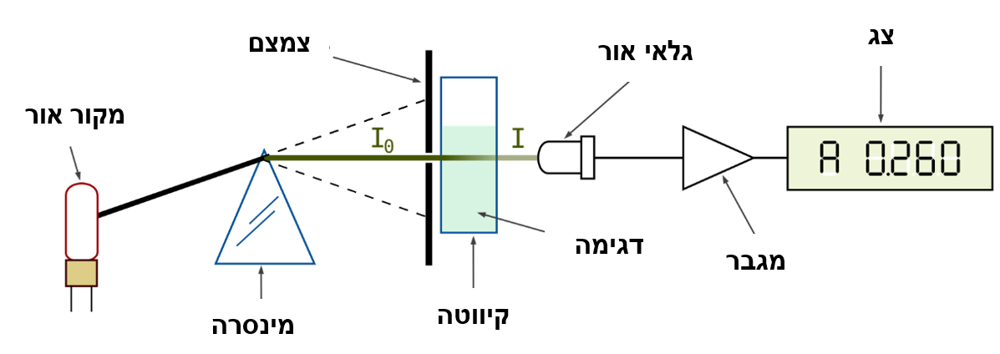 צג
צמצם
גלאי אור
מקור אור
I₀
I
A 0.260
דגימה
מגבר
קיווטה
מינסרה